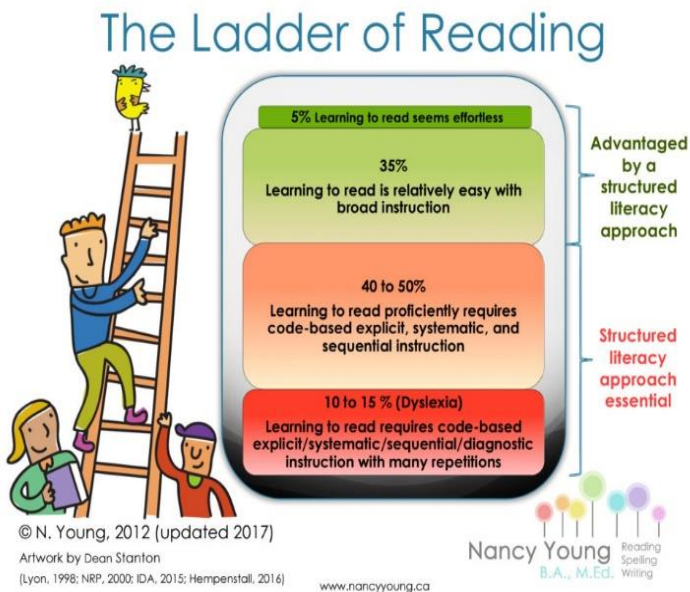 The Ladder of Reading
5% Learning to read seems effortless
35%
Learning to read is relatively easy with
broad instruction
40 to 50%
Learning to read proficiently requires
code-based explicit, systematic, and
sequential instruction
10 to 15 % (Dyslexia)
Learning to read requires code-based
explicit/systematic/sequential/diagnostic
instruction with many repetitions
Advantaged
by a
structured
literacy
approach
Structured
literacy
approach
essential
© N. Young, 2012 (updated 2017)
Artwork by Dean Stanton
(Lyon, 1998; NRP, 2000; IDA, 2015; Hempenstall, 2016)
www.nancyyoung.ca
Nancy Young
B.A., M.Ed.
Reading
Spelling
Writing